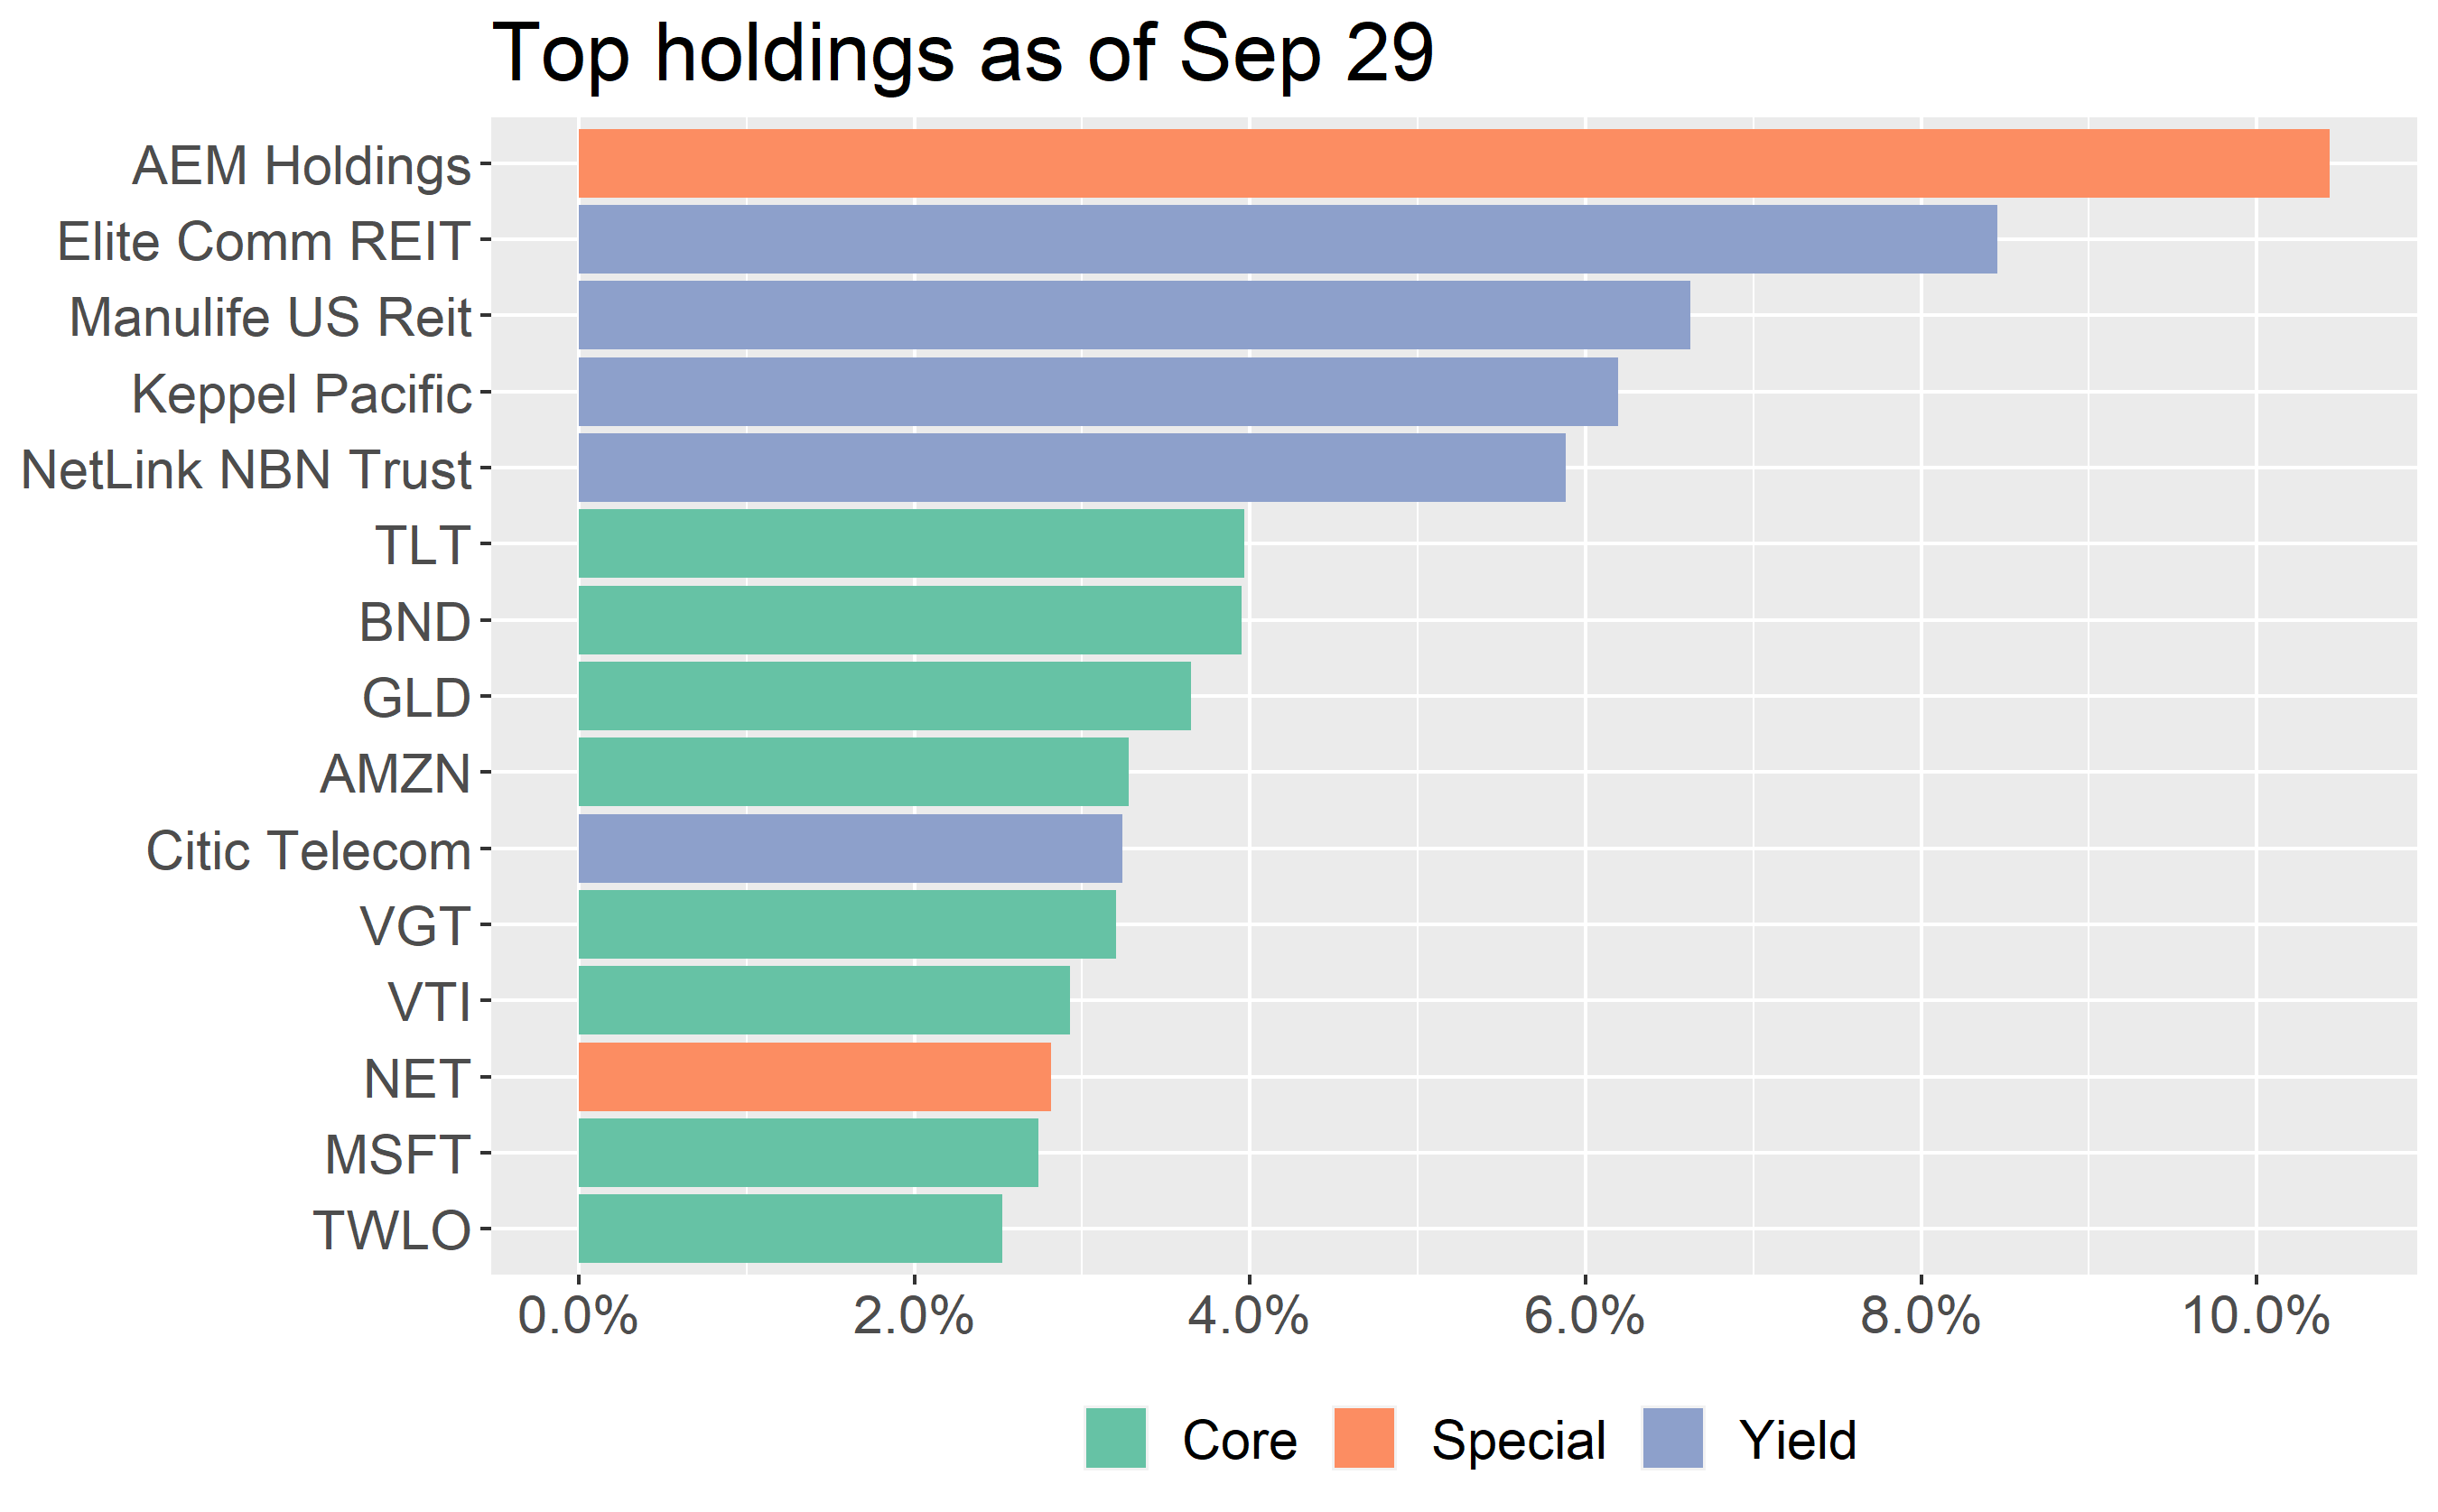 Top holdings as of Sep 29
AEM Holdings
Elite Comm REIT
Manulife US Reit
Keppel Pacific
NetLink NBN Trust
TLT
BND
GLD
AMZN
Citic Telecom
VGT
VTI
NET
MSFT
TWLO
0.0% 2.0% 4.0% 6.0% 8.0% 10.0%
Core Special Yield